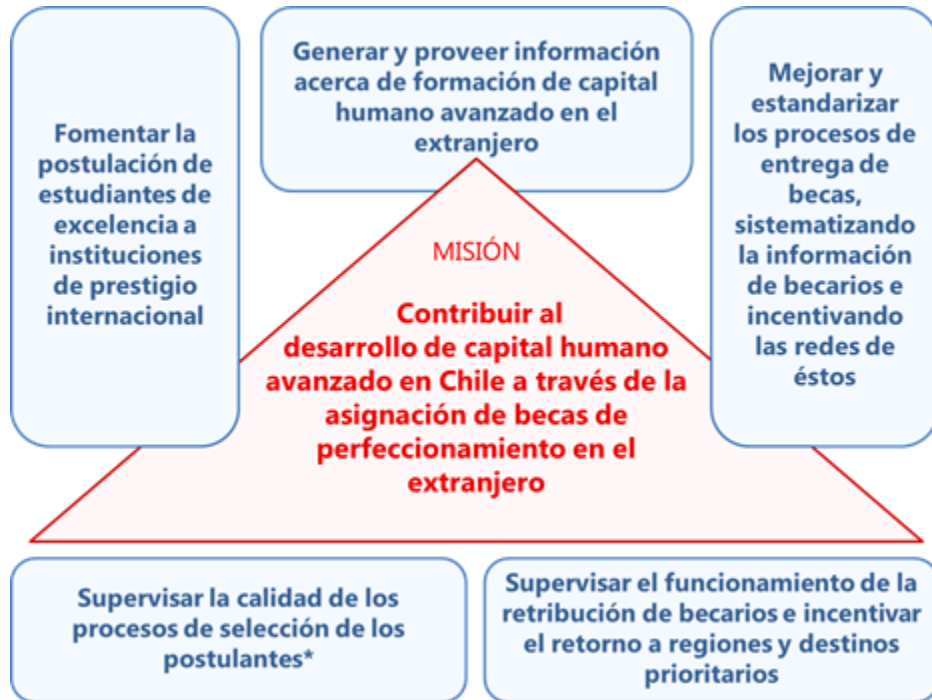 Generar y proveer información
acerca de formación de capital
humano avanzado en el
extranjero
Fomentar la
postulación de
estudiantes de
excelencia a
instituciones
de prestigio
internacional
Mejorar y
estandarizar
los procesos de
entrega de
becas,
sistematizando
la información
de becarios e
incentivando
las redes de
éstos
MISIÓN
Contribuir al
desarrollo de capital humano
avanzado en Chile a través de la
asignación de becas de
perfeccionamiento en el
extranjero
Supervisar la calidad de los
procesos de selección de los
postulantes*
Supervisar el funcionamiento de la
retribución de becarios e incentivar
el retorno a regiones y destinos
prioritarios